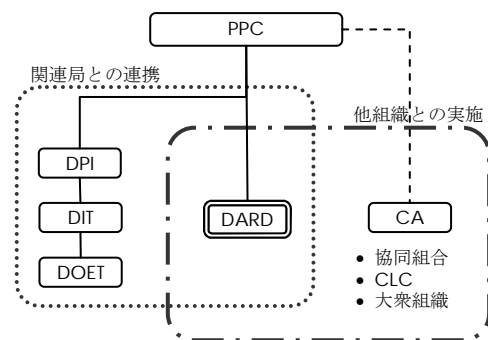 PPC
関連局との連携
他組織との実施
DPI
DIT
DARD
CA
DOET
• 協同組合
• CLC
• 大衆組織